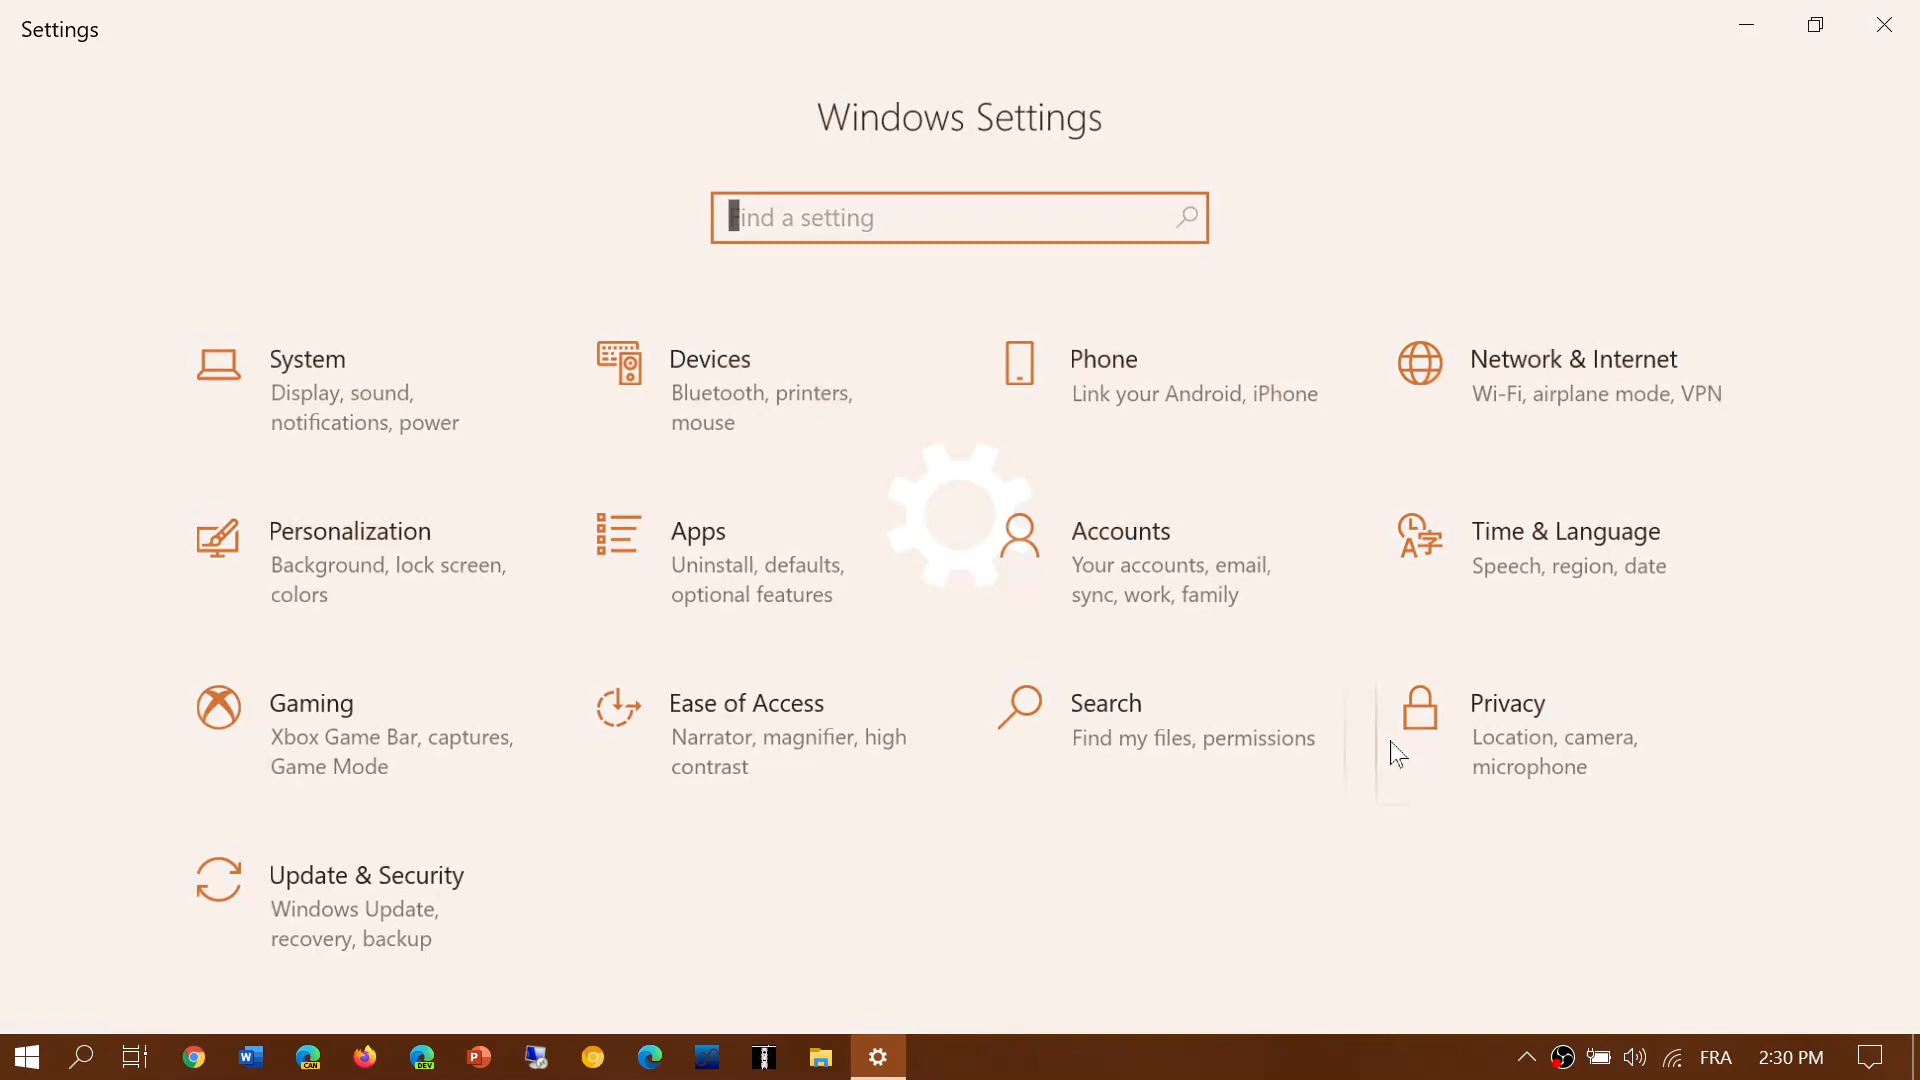 Settings
Windows Settings
Find a setting
System
Display, sound,
notifications, power
Devices
Bluetooth, printers,
mouse
Phone
Link your Android, iPhone
Network & Internet
Wi-Fi, airplane mode, VPN
Personalization
Background, lock screen,
colors
Apps
Uninstall, defaults,
optional features
Accounts
Your accounts, email,
sync, work, family
Time & Language
Speech, region, date
Gaming
Xbox Game Bar, captures,
Game Mode
Ease of Access
Narrator, magnifier, high
contrast
Search
Find my files, permissions
Privacy
Location, camera,
microphone
Update & Security
Windows Update,
recovery, backup
CAN
DEV
FRA
2:30 PM